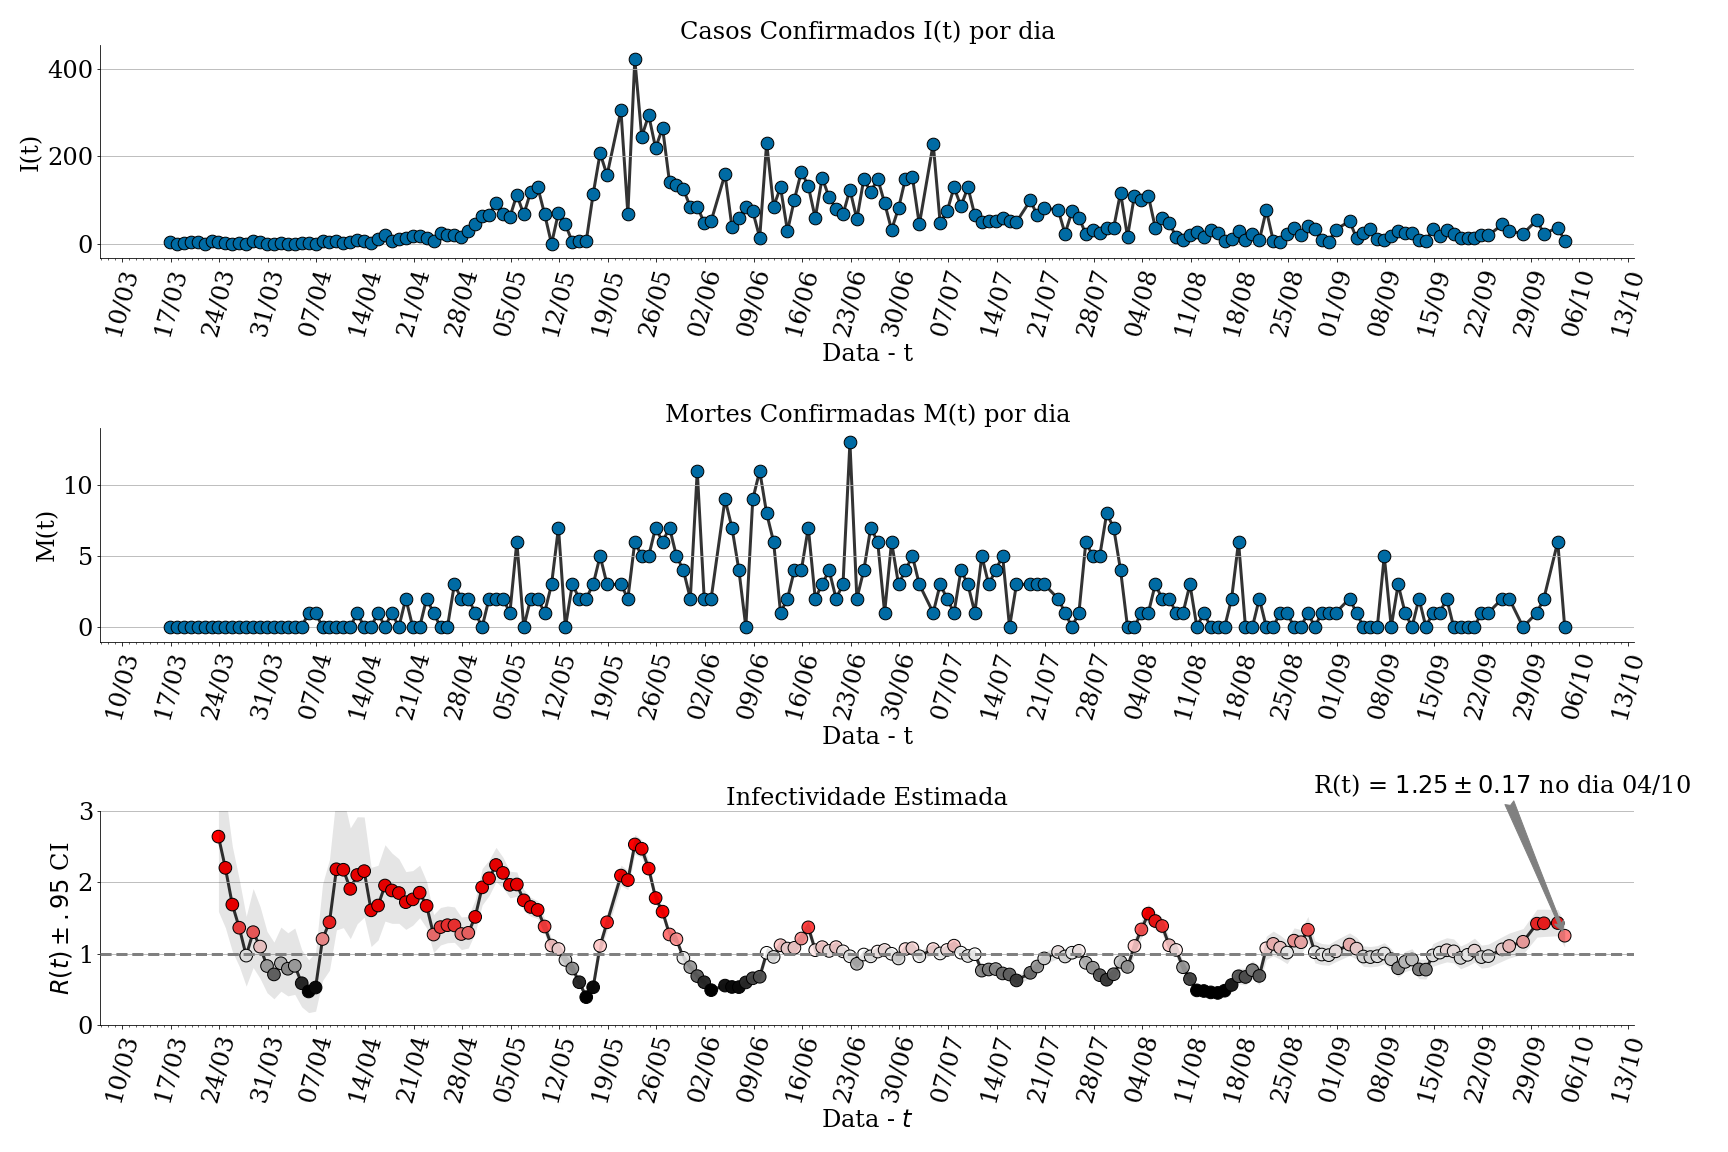 Casos Confirmados I(t) por dia
400
200
0
I(t)
10/03 17/03 24/03 31/03 07/04 14/04 21/04 28/04 05/05 12/05 19/05 26/05 02/06 09/06 16/06 23/06 30/06 07/07 14/07 21/07 28/07 04/08 11/08 18/08 25/08 01/09 08/09 15/09 22/09 29/09 06/10 13/10
Data - t
Mortes Confirmadas M(t) por dia
10
5
0
M(t)
10/03 17/03 24/03 31/03 07/04 14/04 21/04 28/04 05/05 12/05 19/05 26/05 02/06 09/06 16/06 23/06 30/06 07/07 14/07 21/07 28/07 04/08 11/08 18/08 25/08 01/09 08/09 15/09 22/09 29/09 06/10 13/10
Data - t
R(t) = 1.25 ± 0.17 no dia 04/10
Infectividade Estimada
3
2
1
0
R(t) ± .95 CI
10/03 17/03 24/03 31/03 07/04 14/04 21/04 28/04 05/05 12/05 19/05 26/05 02/06 09/06 16/06 23/06 30/06 07/07 14/07 21/07 28/07 04/08 11/08 18/08 25/08 01/09 08/09 15/09 22/09 29/09 06/10 13/10
Data - t